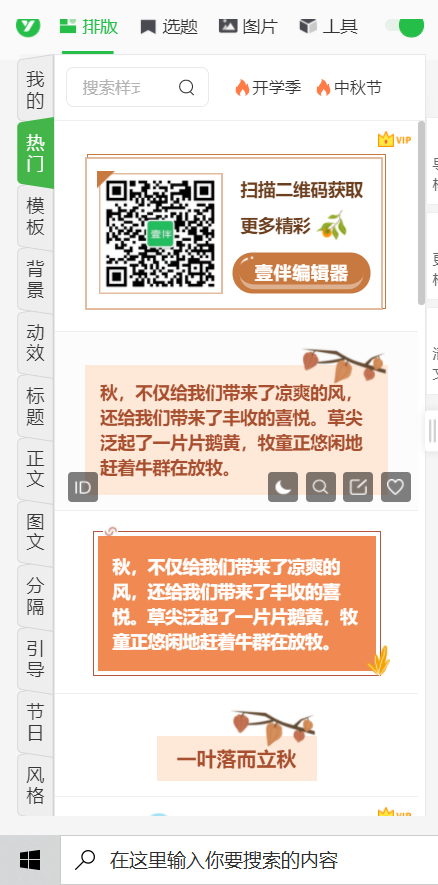 排版 选题 图片 工具
搜索样式
开学季 中秋节
我的
热门
模板
背景
动效
标题
正文
图文
分隔
引导
节日
风格
VIP
扫描二维码获取
更多精彩
壹伴
壹伴编辑器
秋，不仅给我们带来了凉爽的风，
还给我们带来了丰收的喜悦。草尖
泛起了一片片鹅黄，牧童正悠闲地
赶着牛群在放牧。
ID
秋，不仅给我们带来了凉爽的
风，还给我们带来了丰收的喜
悦。草尖泛起了一片片鹅黄，牧
童正悠闲地赶着牛群在放牧。
一叶落而立秋
VIP
在这里输入你要搜索的内容